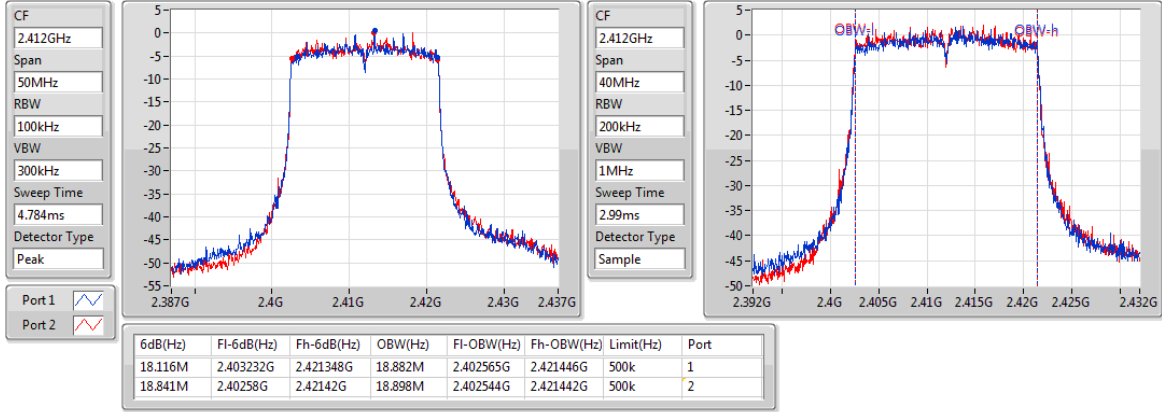 CF
2.412GHz
Span
50MHz
RBW
100kHz
VBW
300kHz
Sweep Time
4.784ms
Detector Type
Peak
Port 1
Port 2
5
0
-5
-10
-15
-20
-25
-30
-35
-40
-45
-50
-55
2.387G 2.4G 2.41G 2.42G 2.43G 2.437G
CF
2.412GHz
Span
40MHz
RBW
200kHz
VBW
1MHz
Sweep Time
2.99ms
Detector Type
Sample
5
0
-5
-10
-15
-20
-25
-30
-35
-40
-45
-50
OBW-l OBW-h
2.392G 2.4G 2.405G 2.41G 2.415G 2.42G 2.425G 2.432G
6dB(Hz) Fl-6dB(Hz) Fh-6dB(Hz) OBW(Hz) Fl-OBW(Hz) Fh-OBW(Hz) Limit(Hz) Port
18.116M 2.403232G 2.421348G 18.882M 2.402565G 2.421446G 500k 1
18.841M 2.40258G 2.42142G 18.898M 2.402544G 2.421442G 500k 2